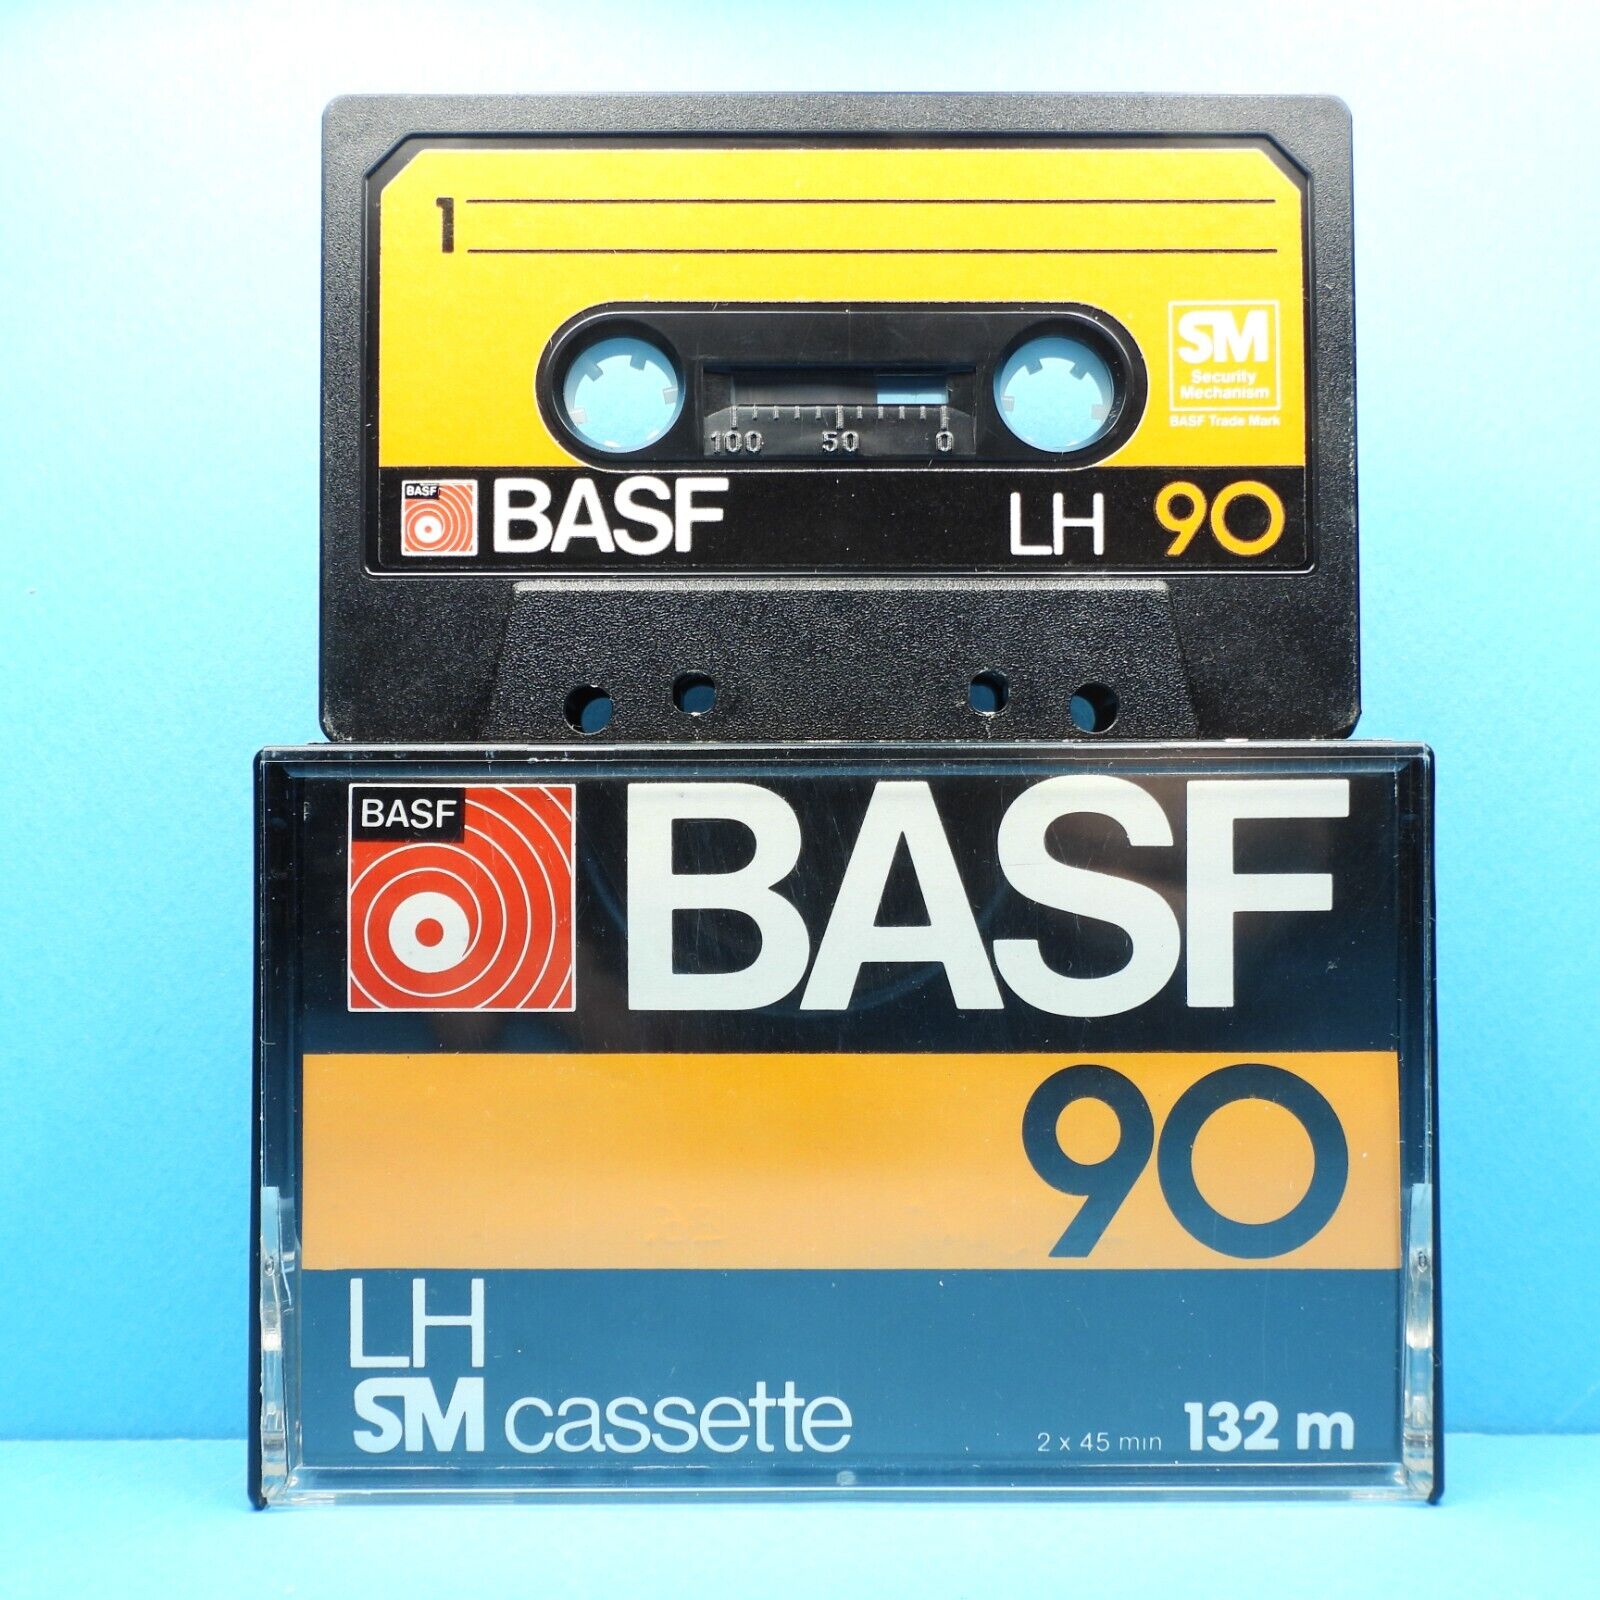 1
SM
Security
Mechanism
BASF Trade Mark
100 50 0
BASF
BASF LH 90
BASF
BASF
90
LH
SM cassette
2 x 45 min 132 m